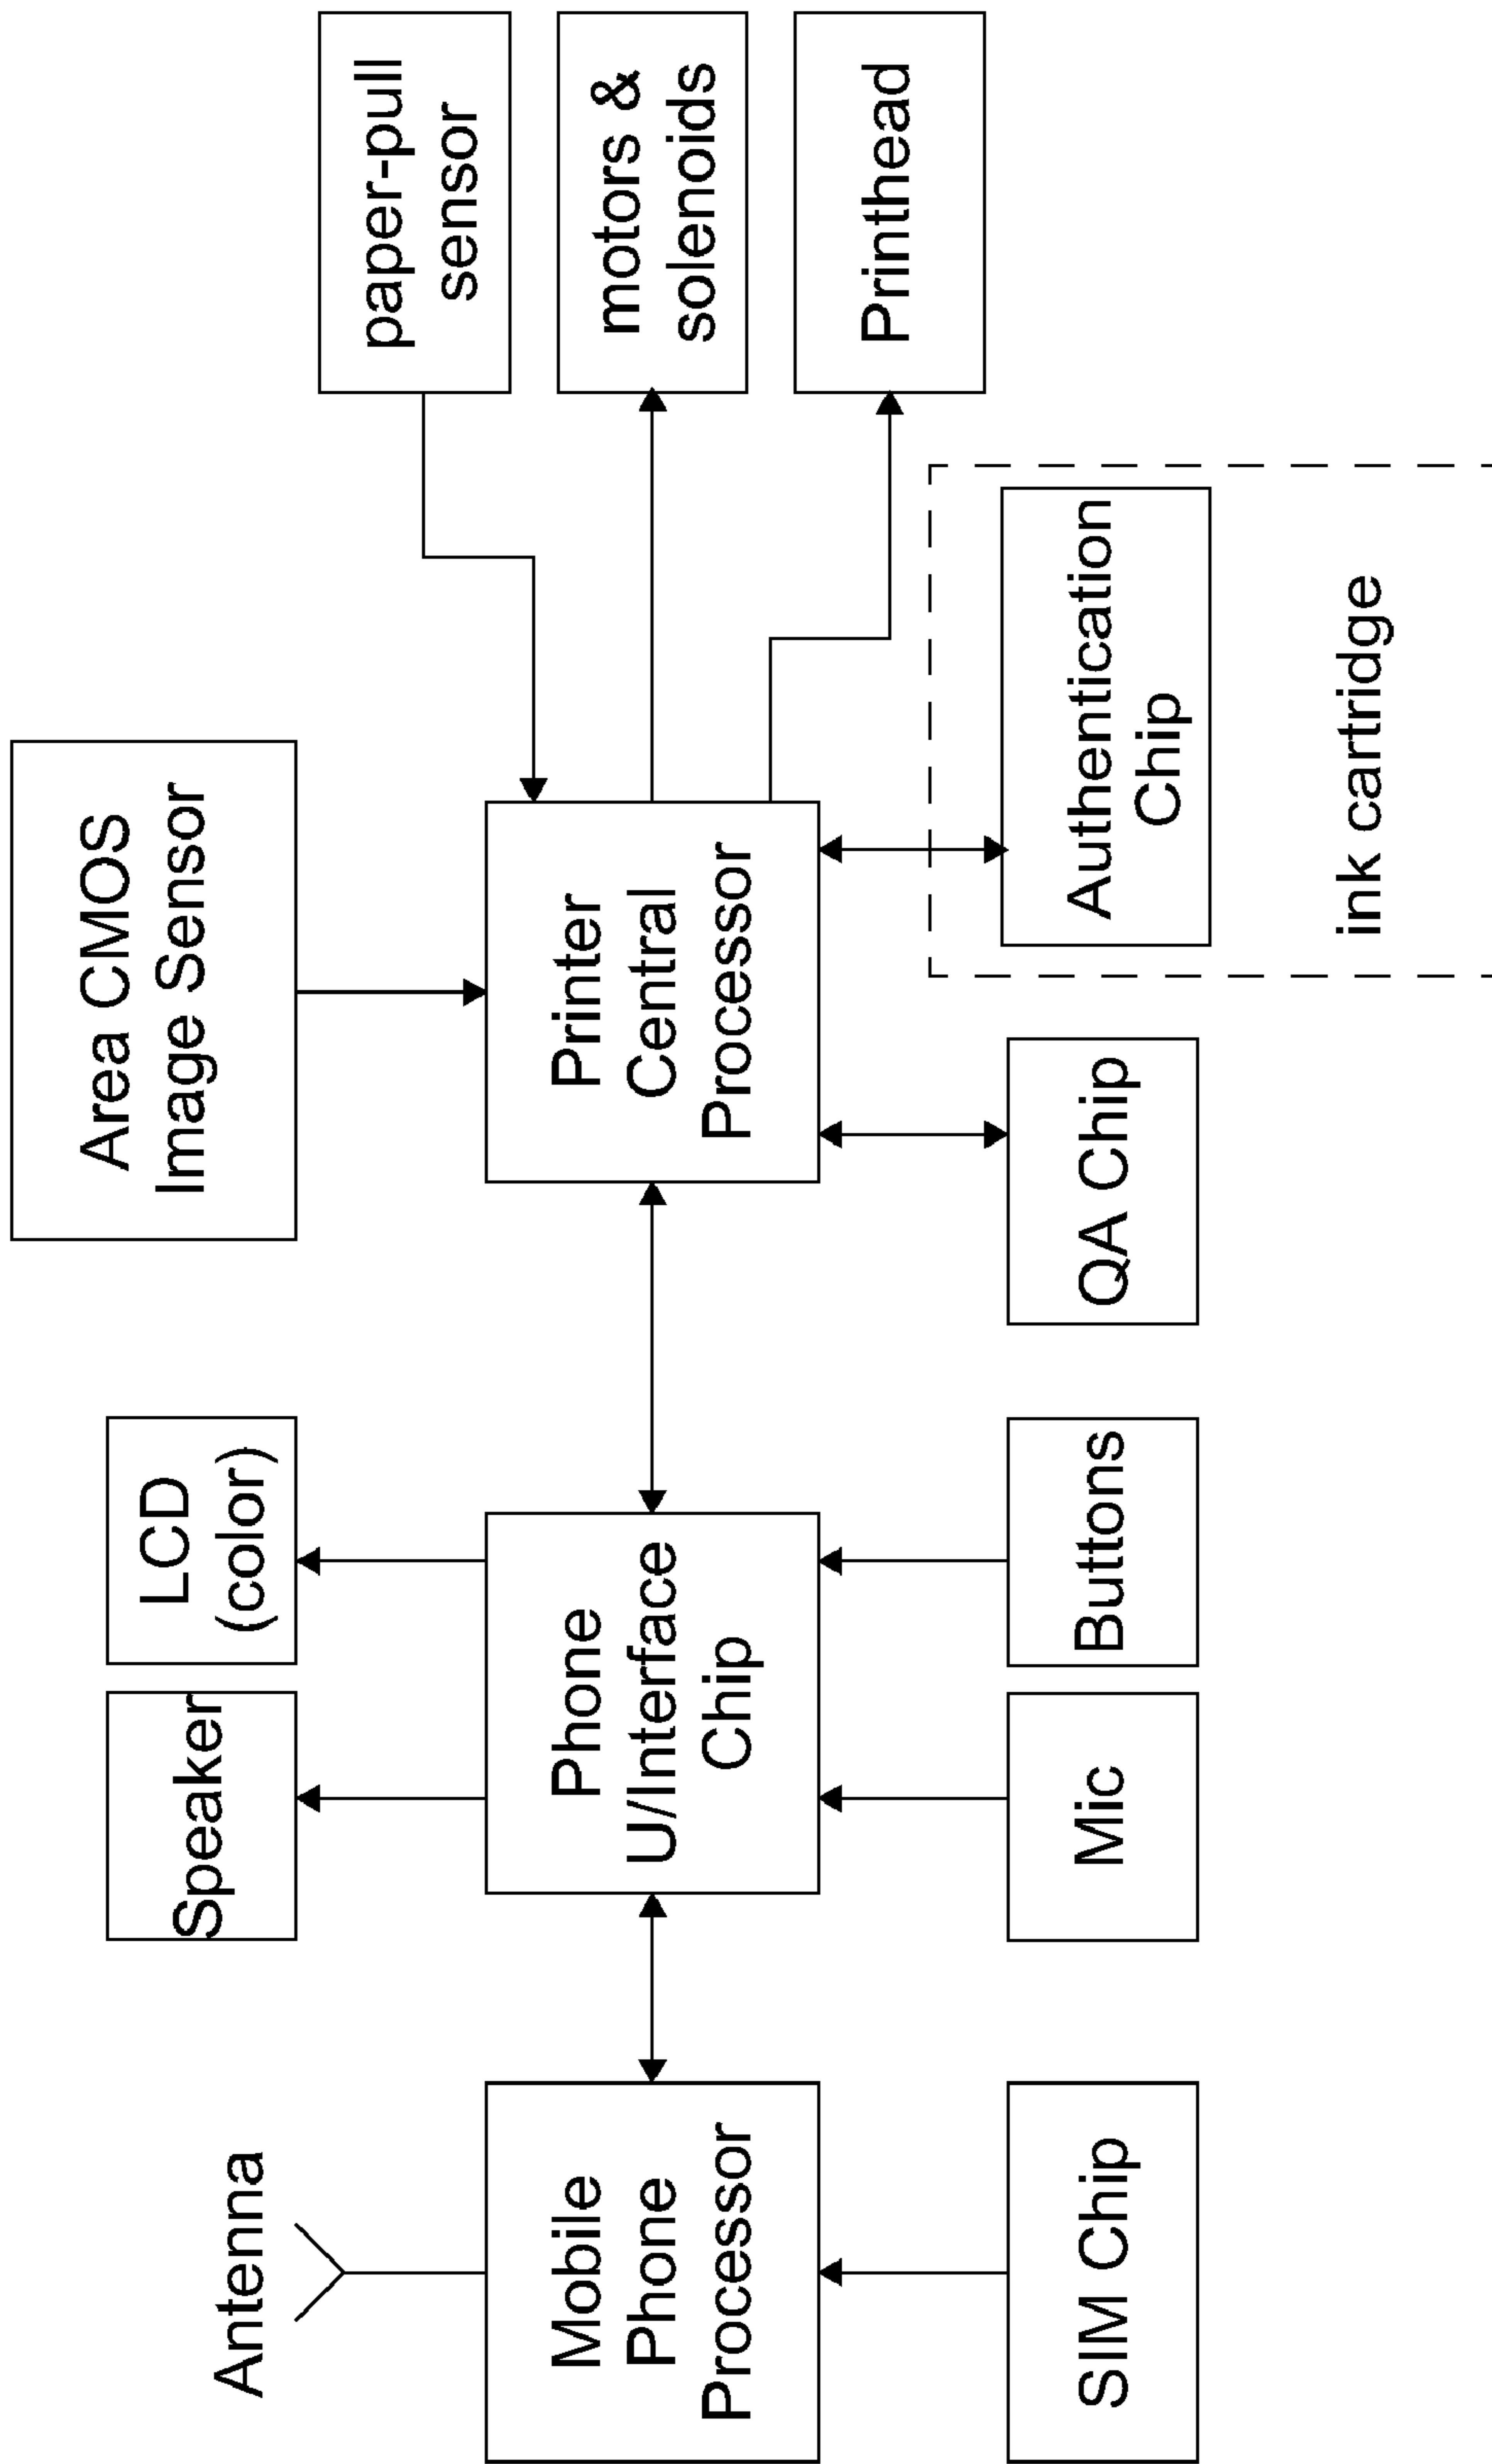 Antenna
Mobile
Phone
Processor
SIM Chip
Speaker
LCD
(color)
Phone
U/Interface
Chip
Mic
Buttons
Area CMOS
Image Sensor
Printer
Central
Processor
QA Chip
Authentication
Chip
ink cartridge
paper-pull
sensor
motors &
solenoids
Printhead